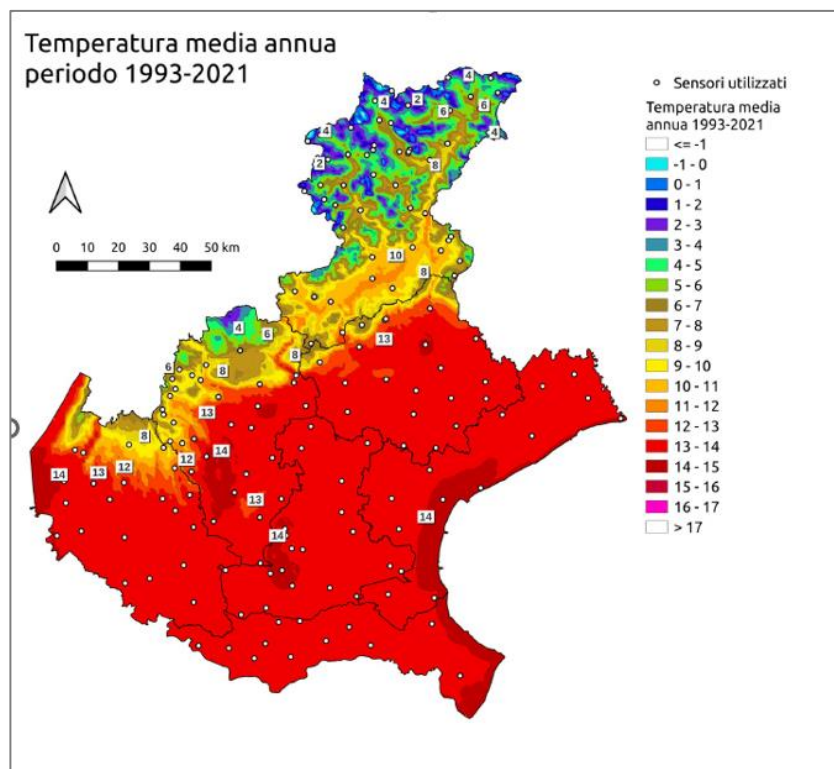 Temperatura media annua
periodo 1993-2021
Sensori utilizzati
Temperatura media
annua 1993-2021
<= -1
-1 - 0
0 - 1
1 - 2
2 - 3
3 - 4
4 - 5
5 - 6
6 - 7
7 - 8
8 - 9
9 - 10
10 - 11
11 - 12
12 - 13
13 - 14
14 - 15
15 - 16
16 - 17
> 17
0 10 20 30 40 50 km
4
4
2
6
6
4
4
2
8
10
8
4
6
13
8
6
8
13
8
12
14
12
13
14
13
14
14